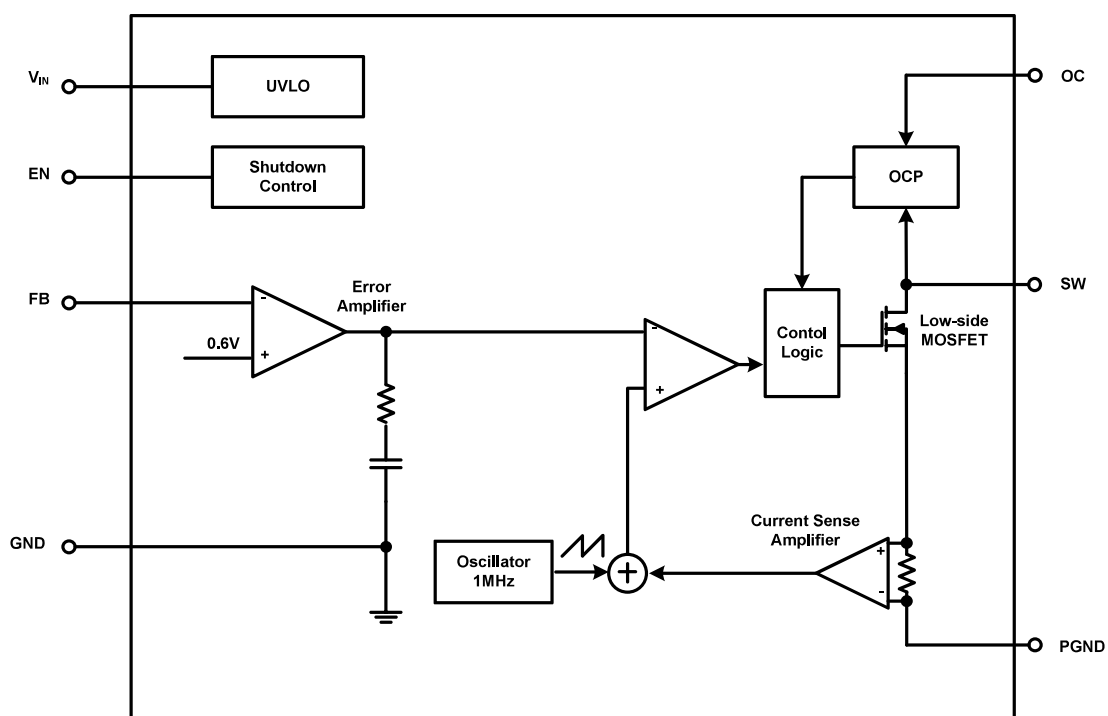 VIN
UVLO
OC
EN
Shutdown
Control
OCP
FB
Error
Amplifier
-
+
0.6V
-
+
Contol
Logic
SW
Low-side
MOSFET
GND
Oscillator
1MHz
+
Current Sense
Amplifier
+
-
PGND